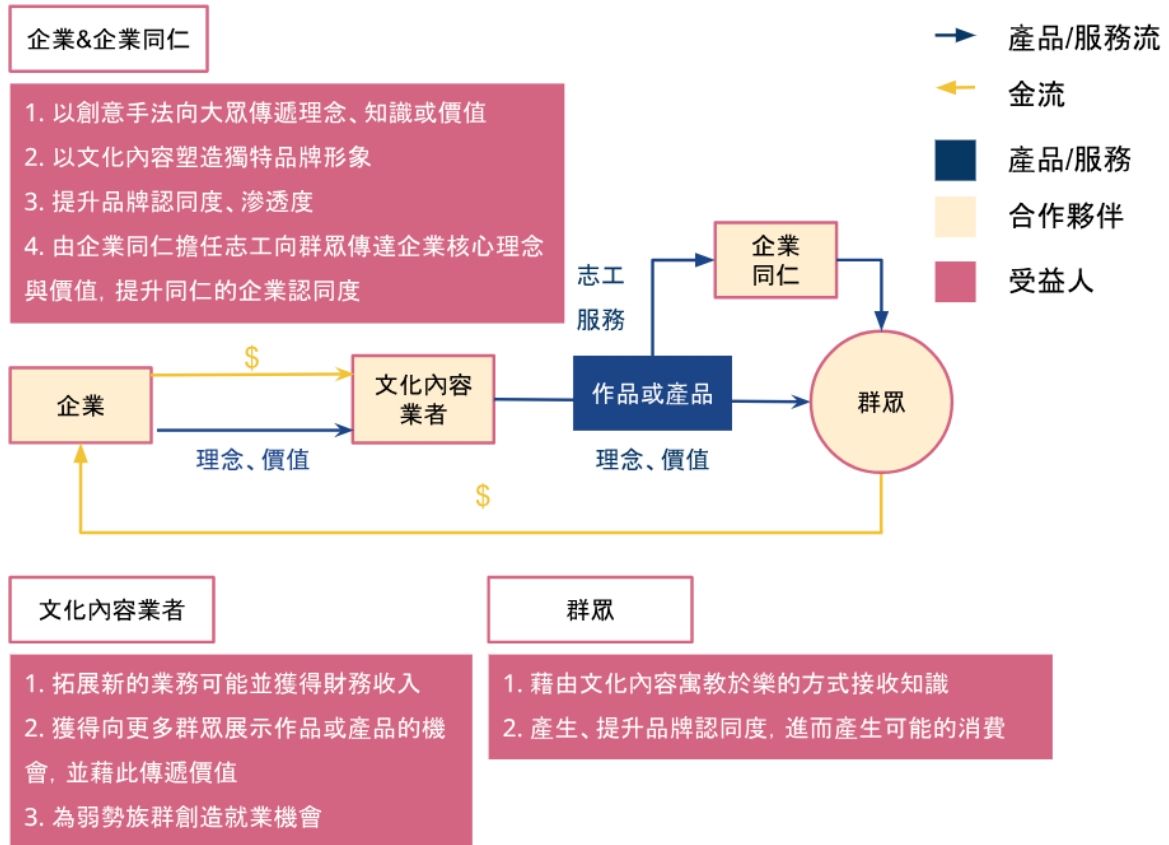 企業&企業同仁
1. 以創意手法向大眾傳遞理念、知識或價值
2. 以文化內容塑造獨特品牌形象
3. 提升品牌認同度、滲透度
4. 由企業同仁擔任志工向群眾傳達企業核心理念
與價值, 提升同仁的企業認同度
產品/服務流
金流
產品/服務
合作夥伴
受益人
企業
$
理念、價值
文化內容
業者
志工
服務
作品或產品
理念、價值
企業
同仁
群眾
$
文化內容業者
1. 拓展新的業務可能並獲得財務收入
2. 獲得向更多群眾展示作品或產品的機
會, 並藉此傳遞價值
3. 為弱勢族群創造就業機會
群眾
1. 藉由文化內容寓教於樂的方式接收知識
2. 產生、提升品牌認同度, 進而產生可能的消費